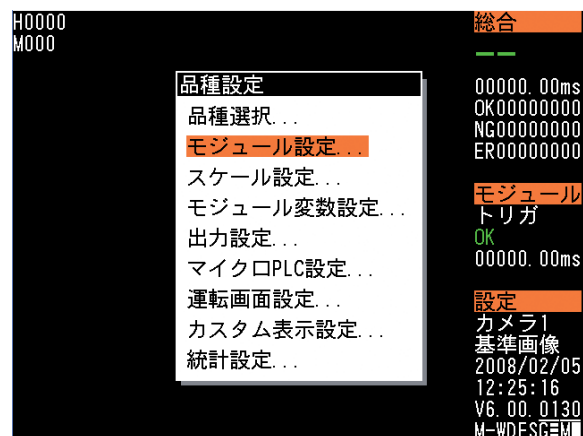 H0000
M000
品種設定
品種選択...
モジュール設定...
スケール設定...
モジュール変数設定...
出力設定...
マイクロPLC設定...
運転画面設定...
カスタム表示設定...
統計設定...
総合
--
00000.00ms
OK00000000
NG00000000
ER00000000
モジュール
トリガ
OK
00000.00ms
設定
カメラ1
基準画像
2008/02/05
12:25:16
V6.00.0130